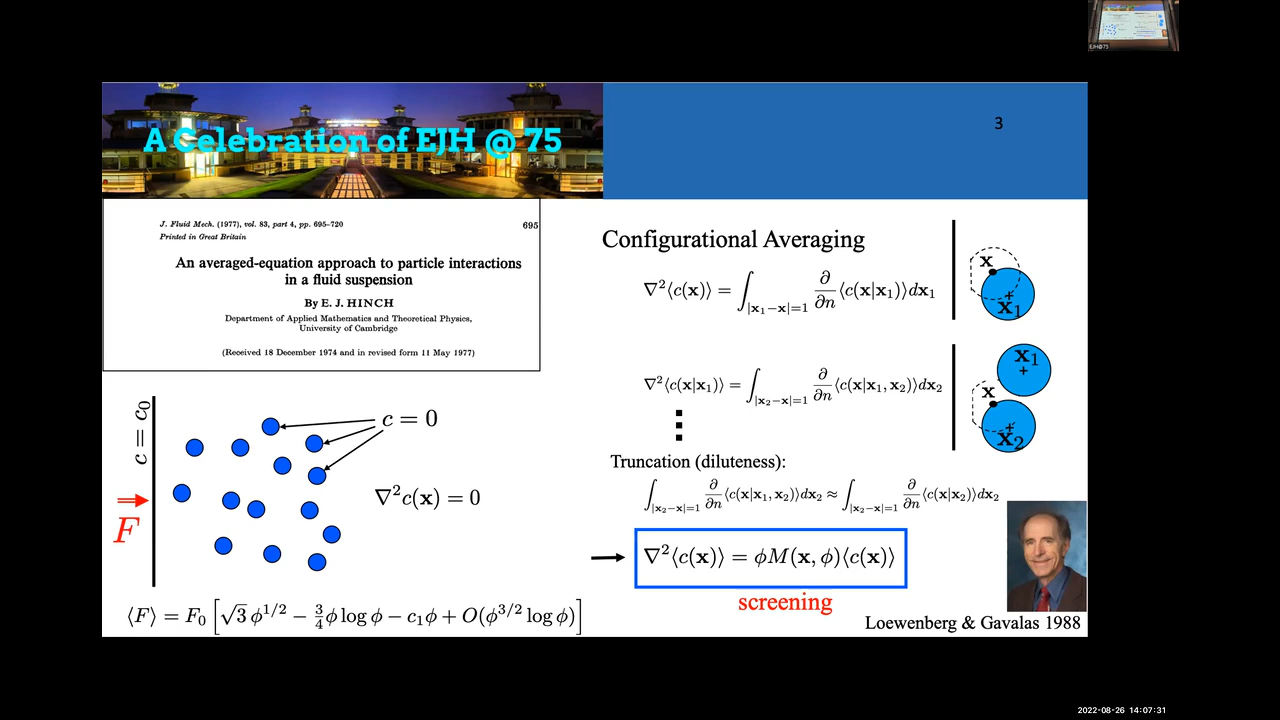 EJH@75
A Celebration of EJH @ 75
3
J. Fluid Mech. (1977), vol. 83, part 4, pp. 695–720
695
Printed in Great Britain
An averaged-equation approach to particle interactions
in a fluid suspension
By E. J. HINCH
Department of Applied Mathematics and Theoretical Physics,
University of Cambridge
(Received 18 December 1974 and in revised form 11 May 1977)
c = c₀
F
c = 0
∇²c(x) = 0
⟨F⟩ = F₀ [√3 ϕ^{1/2} − ¾ϕ log ϕ − c₁ϕ + O(ϕ^{3/2} log ϕ)]
Configurational Averaging
∇²⟨c(x)⟩ = ∫_{|x₁−x|=1} ∂/∂n ⟨c(x|x₁)⟩dx₁
x
x₁
∇²⟨c(x|x₁)⟩ = ∫_{|x₂−x|=1} ∂/∂n ⟨c(x|x₁, x₂)⟩dx₂
x₁
x
x₂
Truncation (diluteness):
∫_{|x₂−x|=1} ∂/∂n ⟨c(x|x₁, x₂)⟩dx₂ ≈ ∫_{|x₂−x|=1} ∂/∂n ⟨c(x|x₂)⟩dx₂
∇²⟨c(x)⟩ = ϕM(x, ϕ)⟨c(x)⟩
screening
Loewenberg & Gavalas 1988
2022-08-26 14:07:31